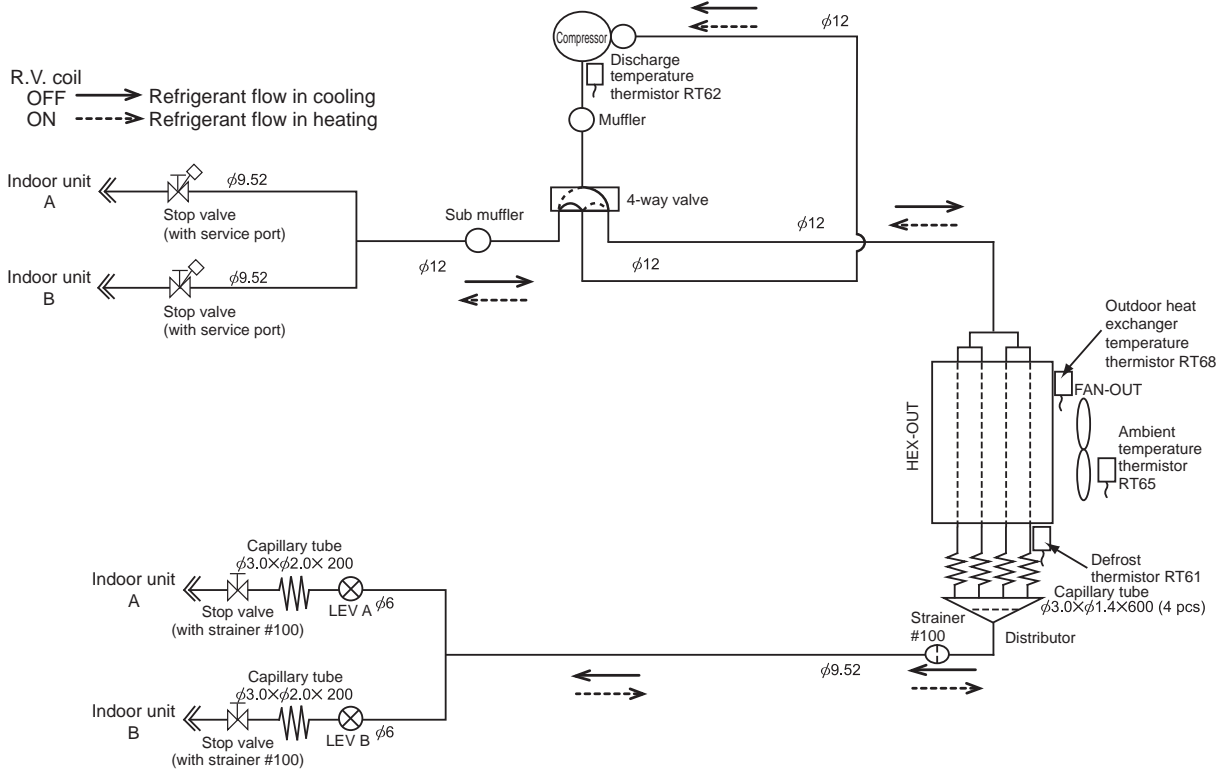 Compressor
ϕ12
Discharge
temperature
thermistor RT62
R.V. coil
OFF Refrigerant flow in cooling
ON Refrigerant flow in heating
Muffler
Indoor unit
A
ϕ9.52
Stop valve
(with service port)
4-way valve
Sub muffler
ϕ12
ϕ12
ϕ12
Indoor unit
B
ϕ9.52
Stop valve
(with service port)
Outdoor heat
exchanger
temperature
thermistor RT68
FAN-OUT
HEX-OUT
Ambient
temperature
thermistor
RT65
Defrost
thermistor RT61
Capillary tube
ϕ3.0×ϕ1.4×600 (4 pcs)
Distributor
Strainer
#100
ϕ9.52
Capillary tube
ϕ3.0×ϕ2.0× 200
Indoor unit
A
LEV A
ϕ6
Stop valve
(with strainer #100)
Capillary tube
ϕ3.0×ϕ2.0× 200
Indoor unit
B
LEV B
ϕ6
Stop valve
(with strainer #100)